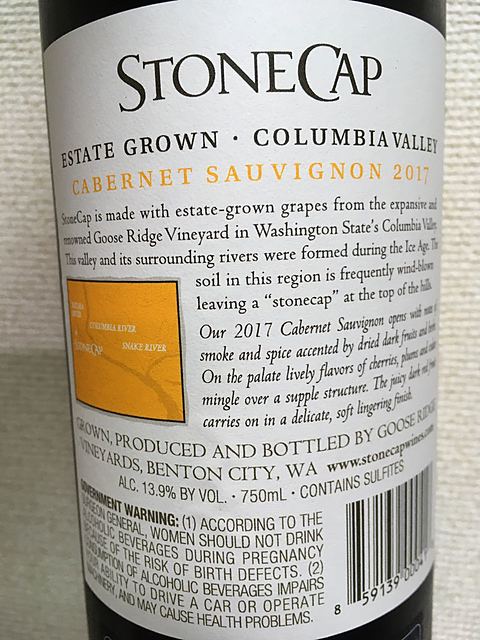 STONECAP
ESTATE GROWN · COLUMBIA VALLEY
CABERNET SAUVIGNON 2017
StoneCap is made with estate-grown grapes from the expansive and
renowned Goose Ridge Vineyard in Washington State's Columbia Valley.
This valley and its surrounding rivers were formed during the Ice Age. The
soil in this region is frequently wind-blown
leaving a “stonecap” at the top of the hills.
YAKIMA
RIVER
COLUMBIA RIVER
STONECAP
SNAKE RIVER
Our 2017 Cabernet Sauvignon opens with
smoke and spice accented by dried dark fruits and
On the palate lively flavors of cherries, plums and
mingle over a supple structure. The juicy dark red fruit
carries on in a delicate, soft lingering finish.
GROWN, PRODUCED AND BOTTLED BY GOOSE RIDGE
VINEYARDS, BENTON CITY, WA www.stonecapwines.com
ALC. 13.9% BY VOL. · 750mL · CONTAINS SULFITES
GOVERNMENT WARNING: (1) ACCORDING TO THE
SURGEON GENERAL, WOMEN SHOULD NOT DRINK
ALCOHOLIC BEVERAGES DURING PREGNANCY
BECAUSE OF THE RISK OF BIRTH DEFECTS. (2)
CONSUMPTION OF ALCOHOLIC BEVERAGES IMPAIRS
YOUR ABILITY TO DRIVE A CAR OR OPERATE
MACHINERY, AND MAY CAUSE HEALTH PROBLEMS.
8 59139 0004